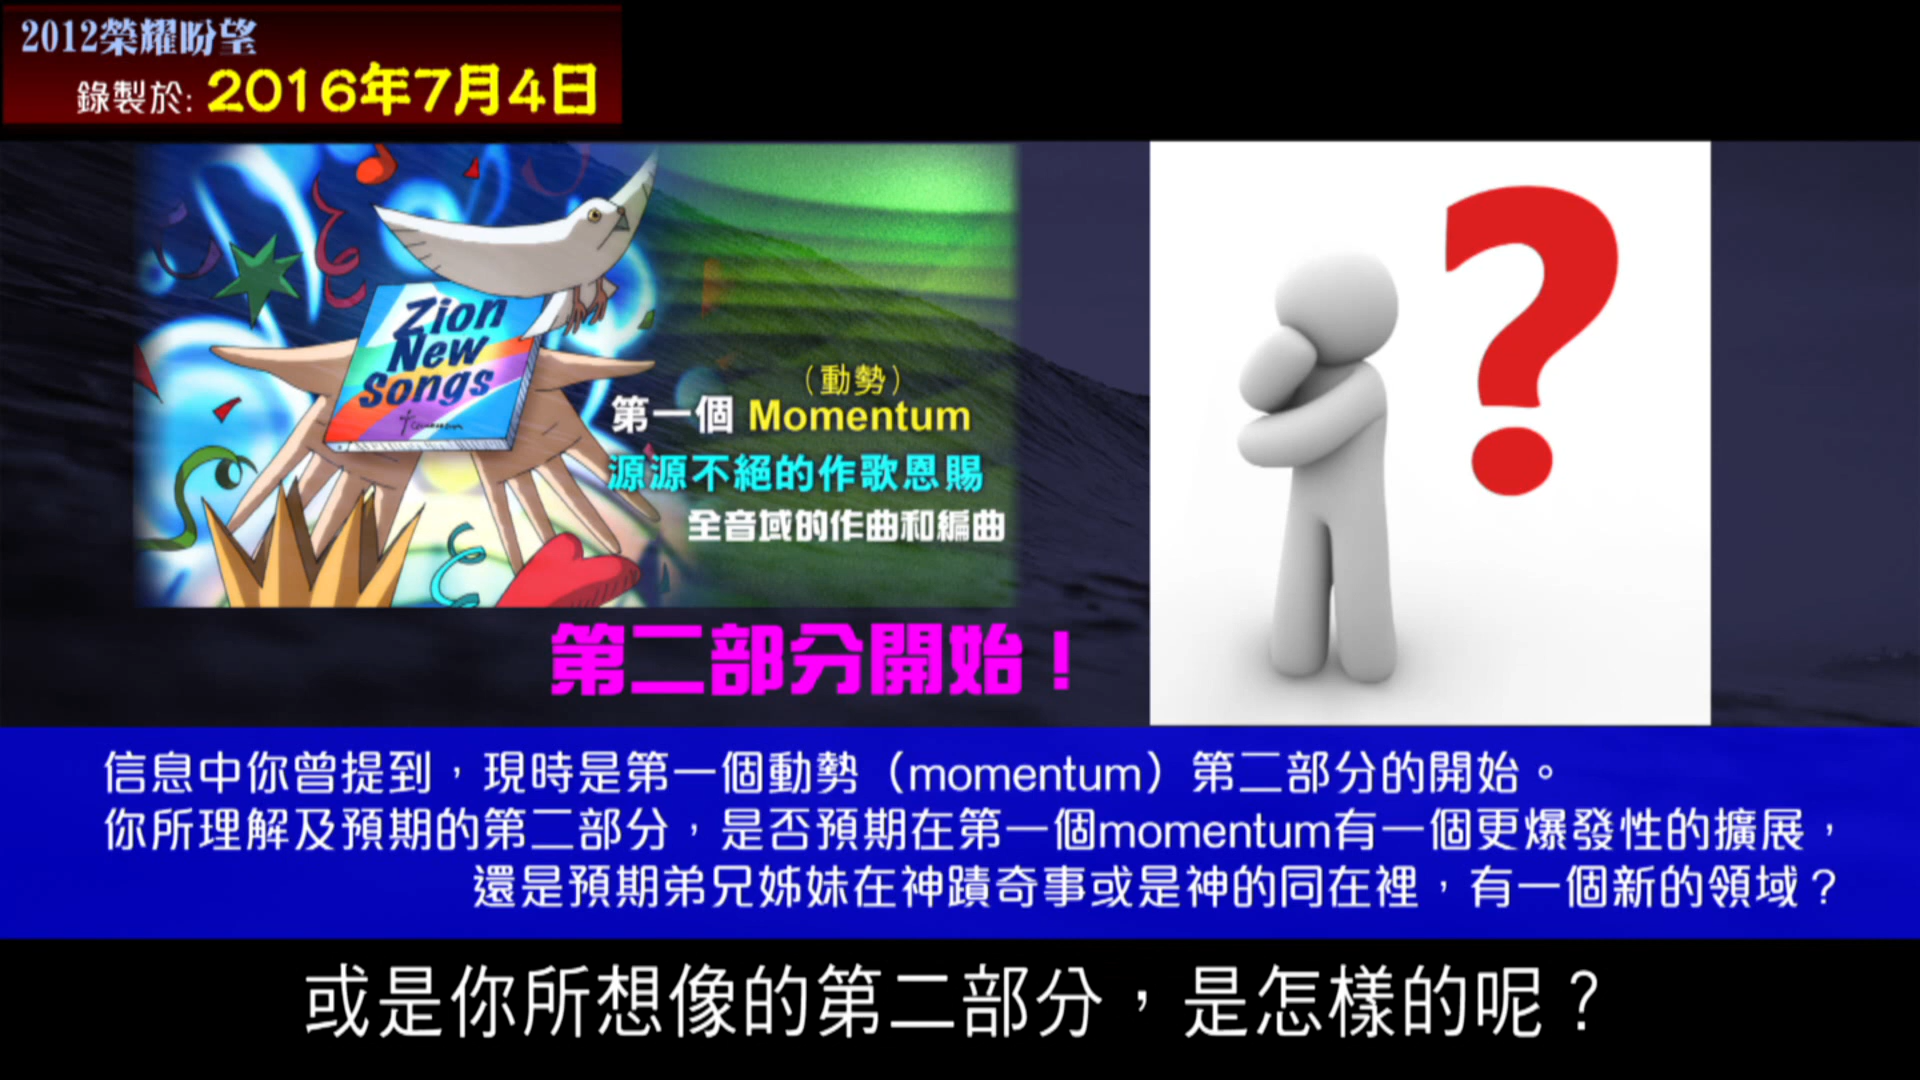 2012榮耀盼望
錄製於: 2016年7月4日
Zion
New
Songs
（動勢）
第一個 Momentum
源源不絕的作歌恩賜
全音域的作曲和編曲
第二部分開始！
?
信息中你曾提到，現時是第一個動勢（momentum）第二部分的開始。
你所理解及預期的第二部分，是否預期在第一個momentum有一個更爆發性的擴展，
還是預期弟兄姊妹在神蹟奇事或是神的同在裡，有一個新的領域？
或是你所想像的第二部分，是怎樣的呢？